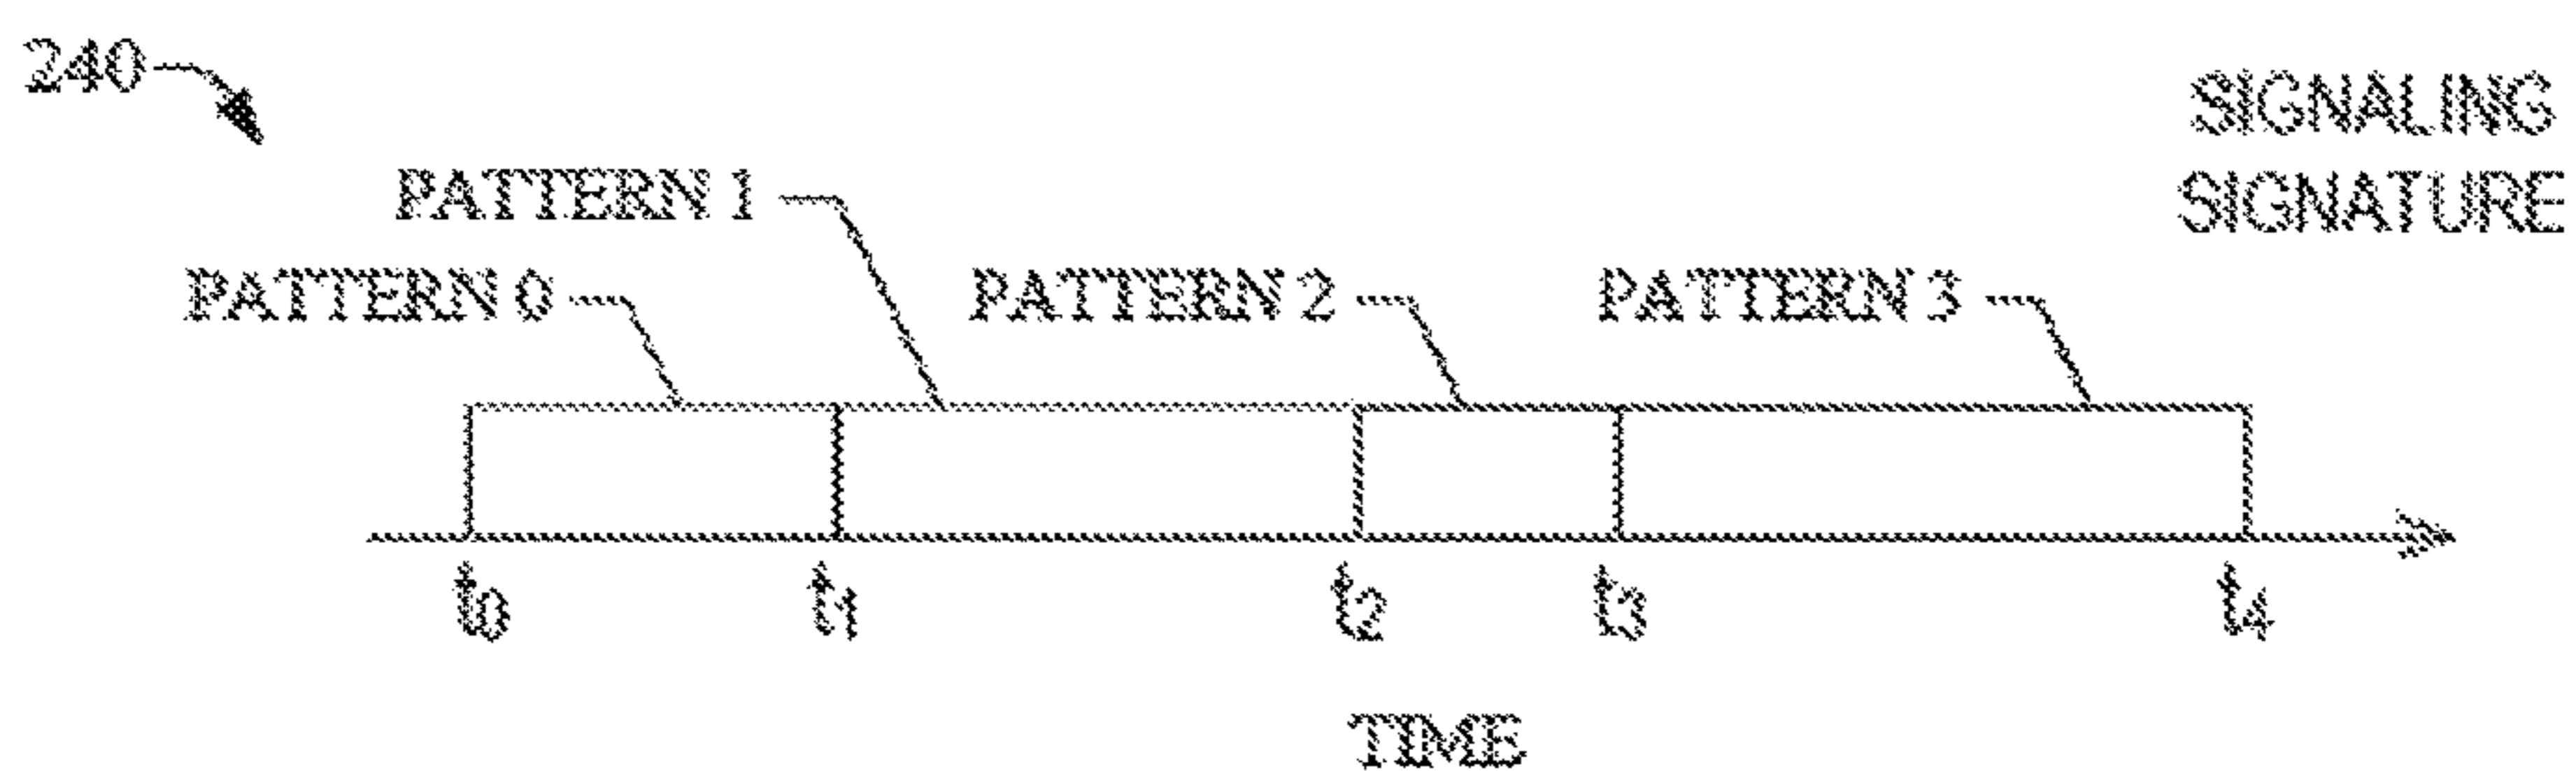 240
SIGNALING
SIGNATURE
PATTERN 1
PATTERN 0
PATTERN 2
PATTERN 3
t0
t1
t2
t3
t4
TIME